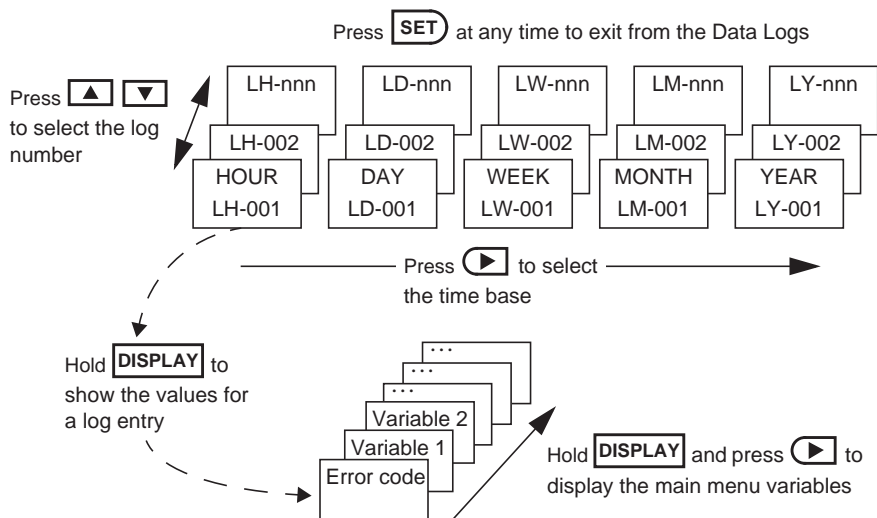 Press SET at any time to exit from the Data Logs
Press ▲ ▼
to select the log
number
LH-nnn LD-nnn LW-nnn LM-nnn LY-nnn
LH-002 LD-002 LW-002 LM-002 LY-002
HOUR DAY WEEK MONTH YEAR
LH-001 LD-001 LW-001 LM-001 LY-001
Press ▶ to select
the time base
Hold DISPLAY to
show the values for
a log entry
...
...
...
Variable 2
Variable 1
Error code
Hold DISPLAY and press ▶ to
display the main menu variables